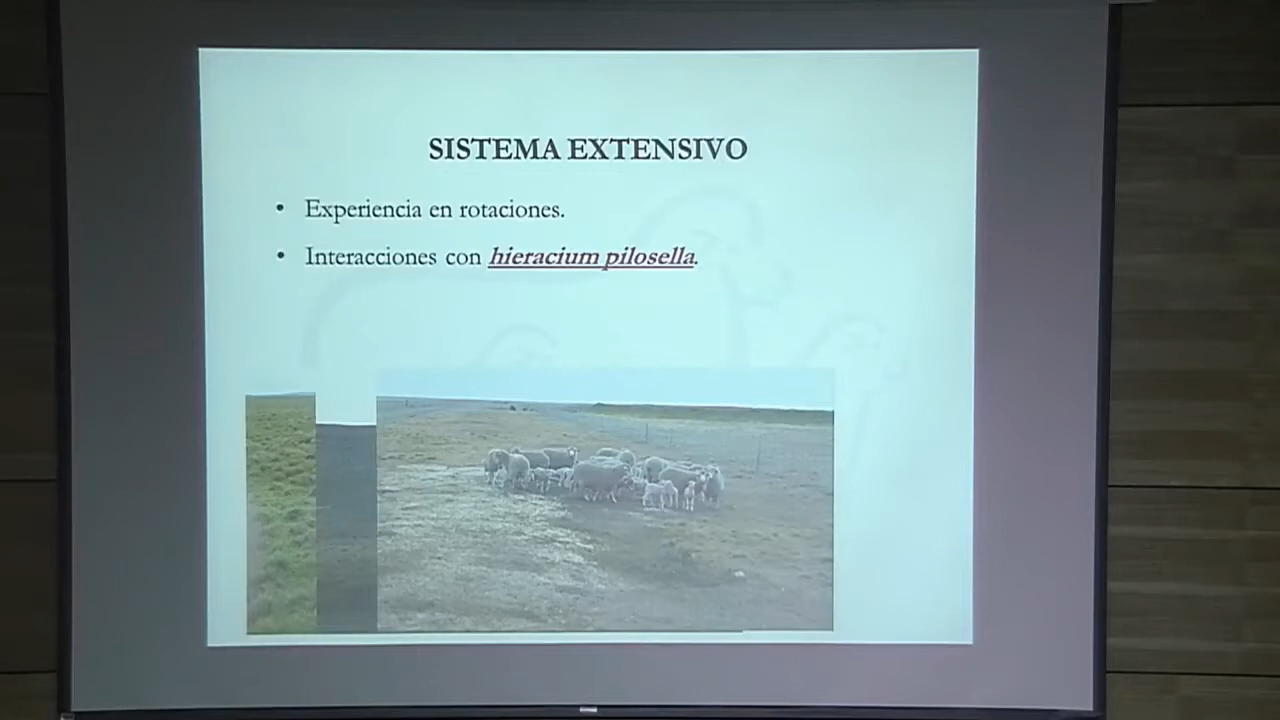 SISTEMA EXTENSIVO
• Experiencia en rotaciones.
• Interacciones con hieracium pilosella.